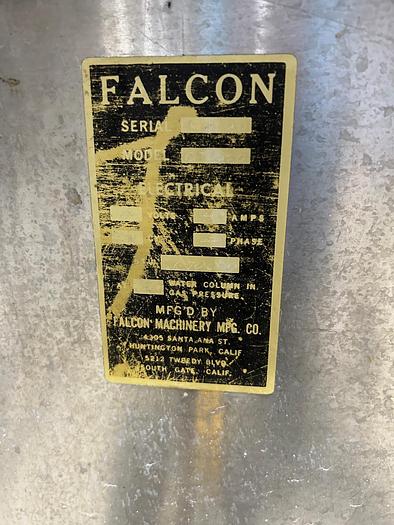 FALCON
SERIAL
MODEL
ELECTRICAL
VOLTS AMPS
PHASE
WATER COLUMN IN.
GAS PRESSURE.
MFG'D BY
FALCON MACHINERY MFG. CO.
SANTA ANA ST.
HUNTINGTON PARK, CALIF.
5212 TWEEDY BLVD.
SOUTH GATE, CALIF.